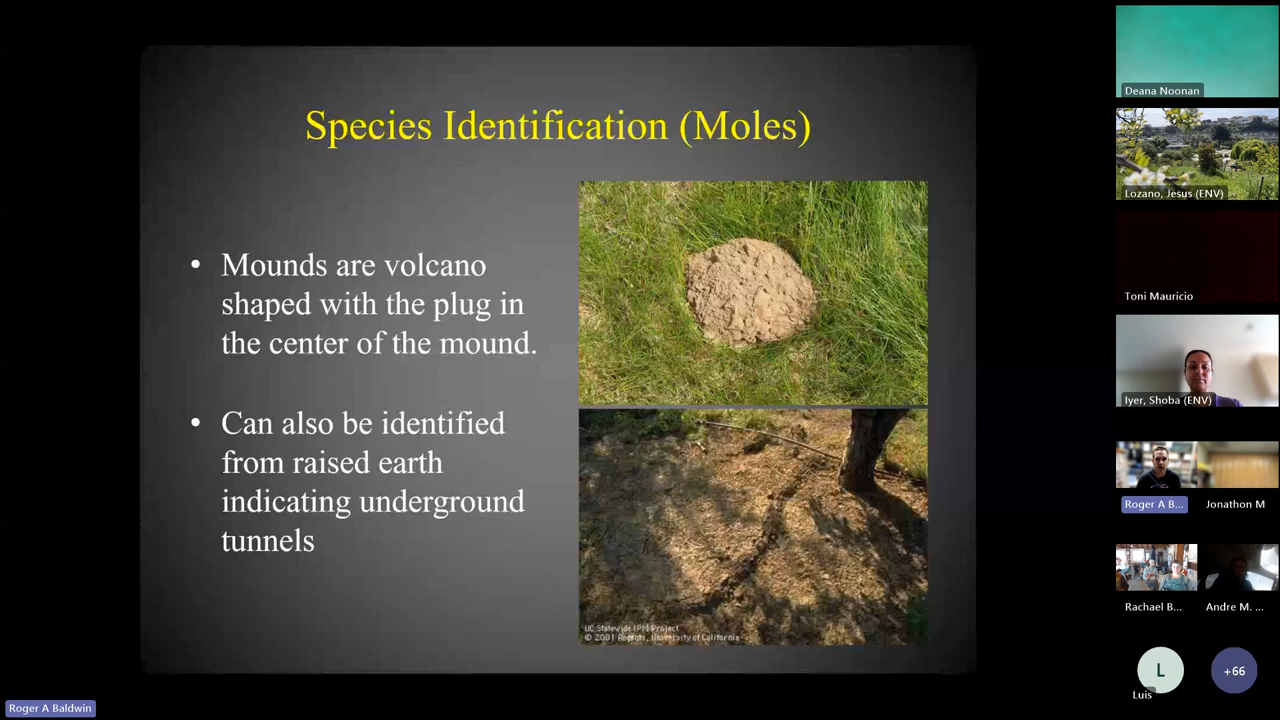 Species Identification (Moles)
• Mounds are volcano
shaped with the plug in
the center of the mound.
• Can also be identified
from raised earth
indicating underground
tunnels
UC Statewide IPM Project
© 2001 Regents, University of California
Deana Noonan
Lozano, Jesus (ENV)
Toni Mauricio
Iyer, Shoba (ENV)
Roger A B...
Jonathon M
Rachael B...
Andre M. ...
L
Luis
+66
Roger A Baldwin